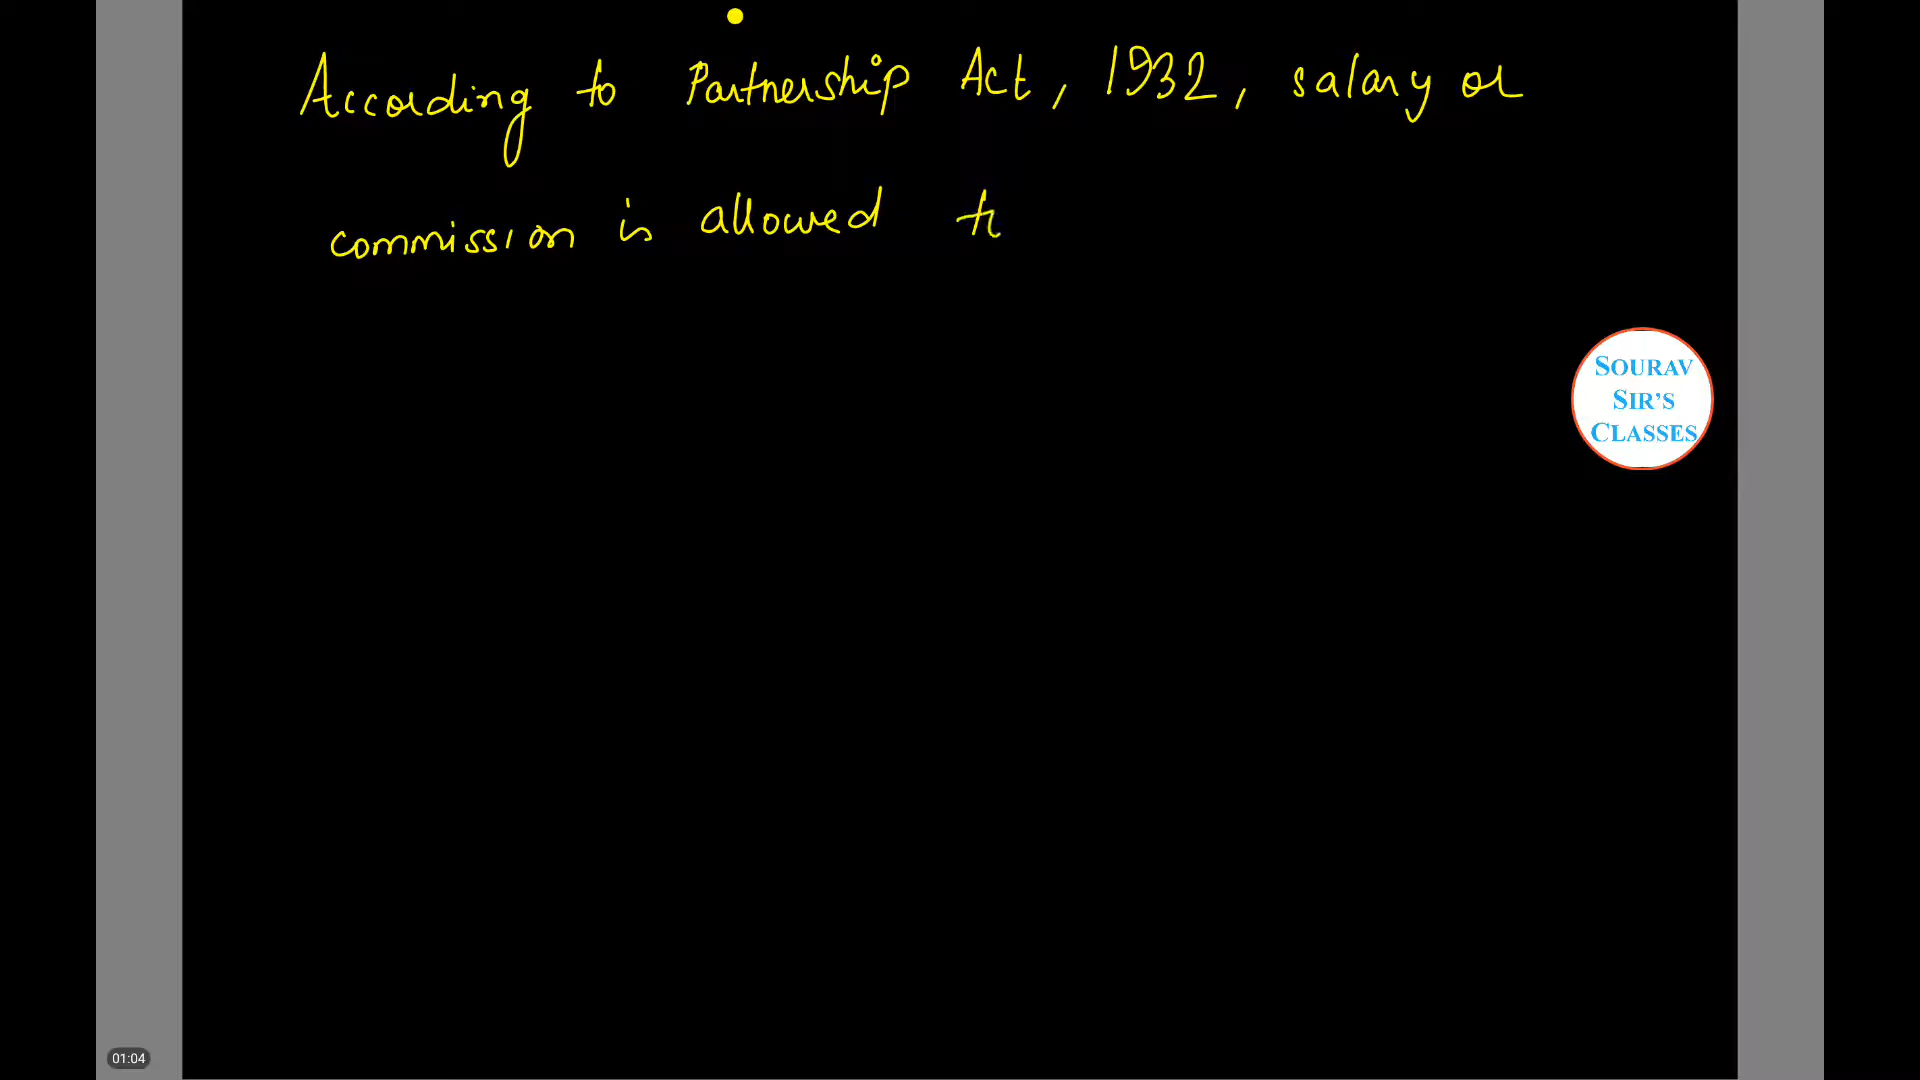 According to Partnership Act, 1932, salary or
commission is allowed
SOURAV
SIR'S
CLASSES
01:04